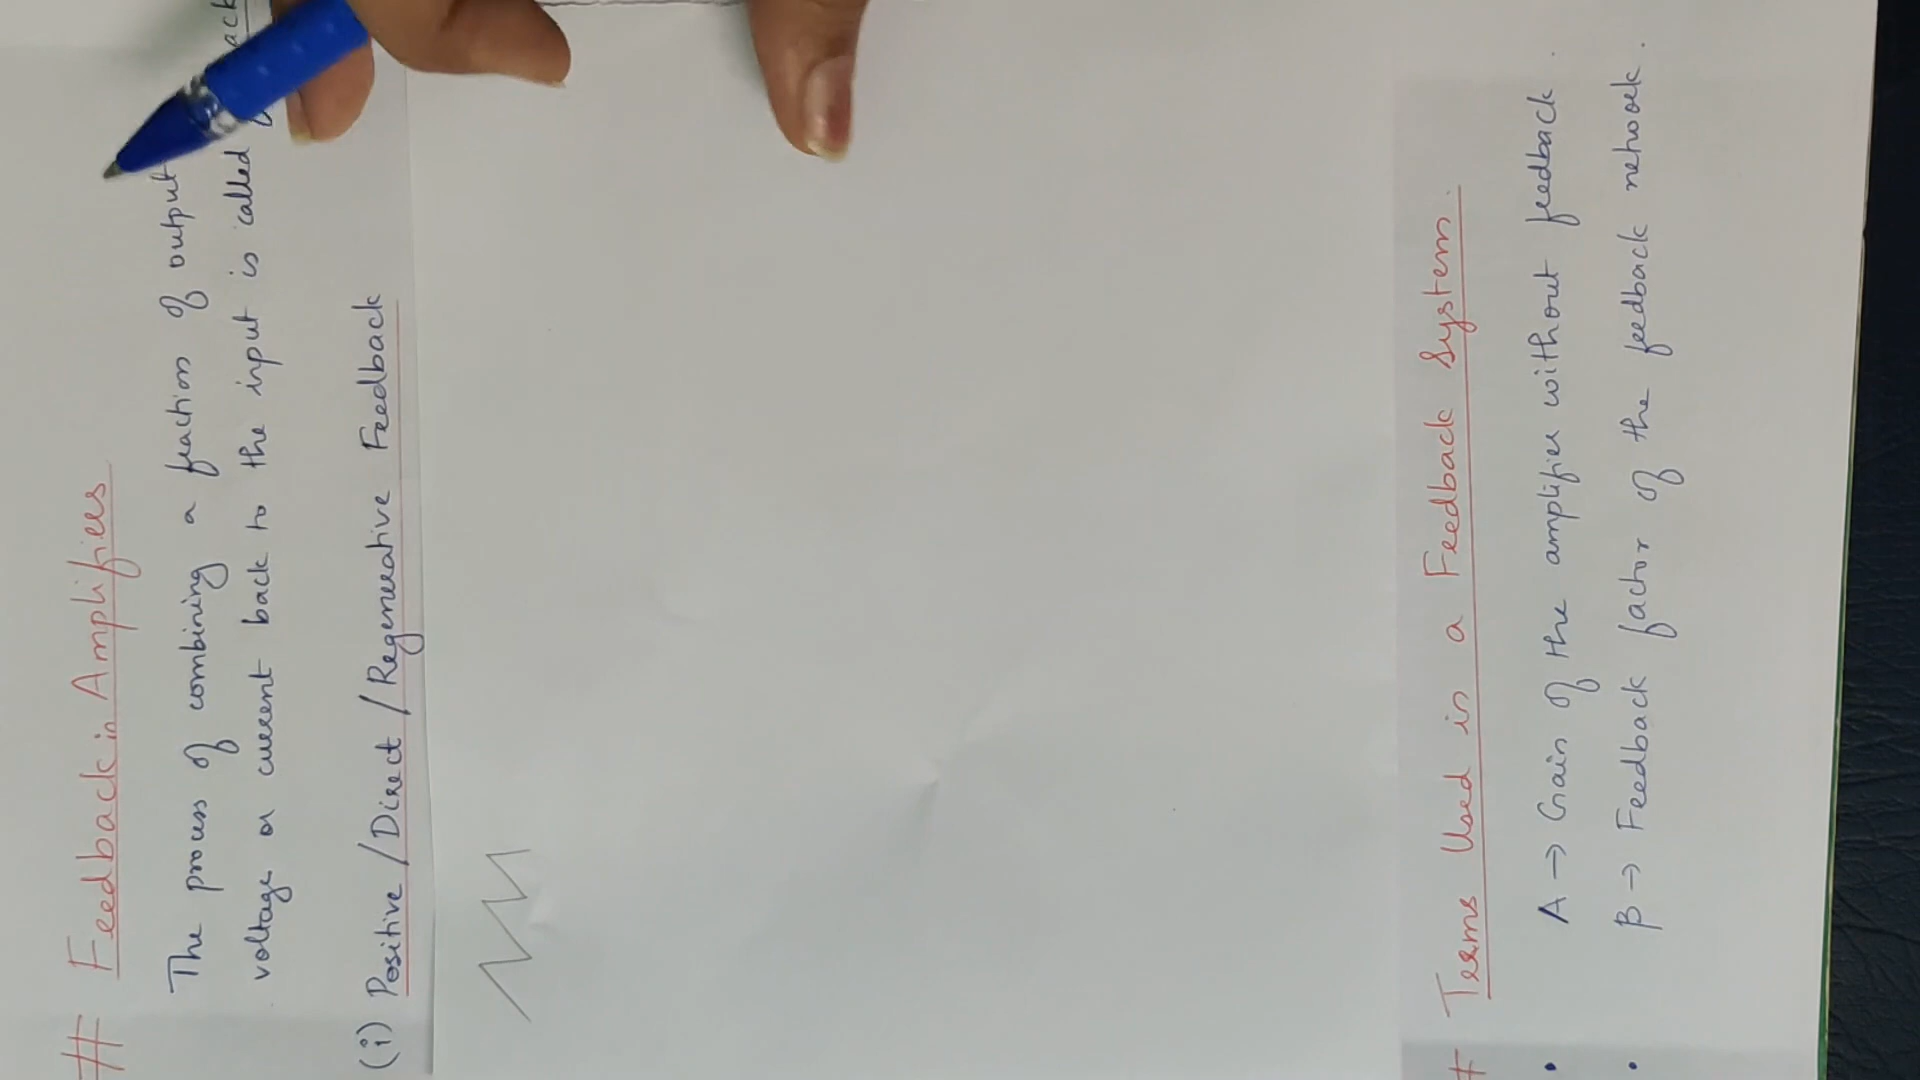 # Feedback in Amplifiers
The process of combining a fraction of output
voltage or current back to the input is called
(i) Positive/Direct/Regenerative Feedback
# Terms Used in a Feedback System.
• A → Gain of the amplifier without feedback.
• β → Feedback factor of the feedback network.